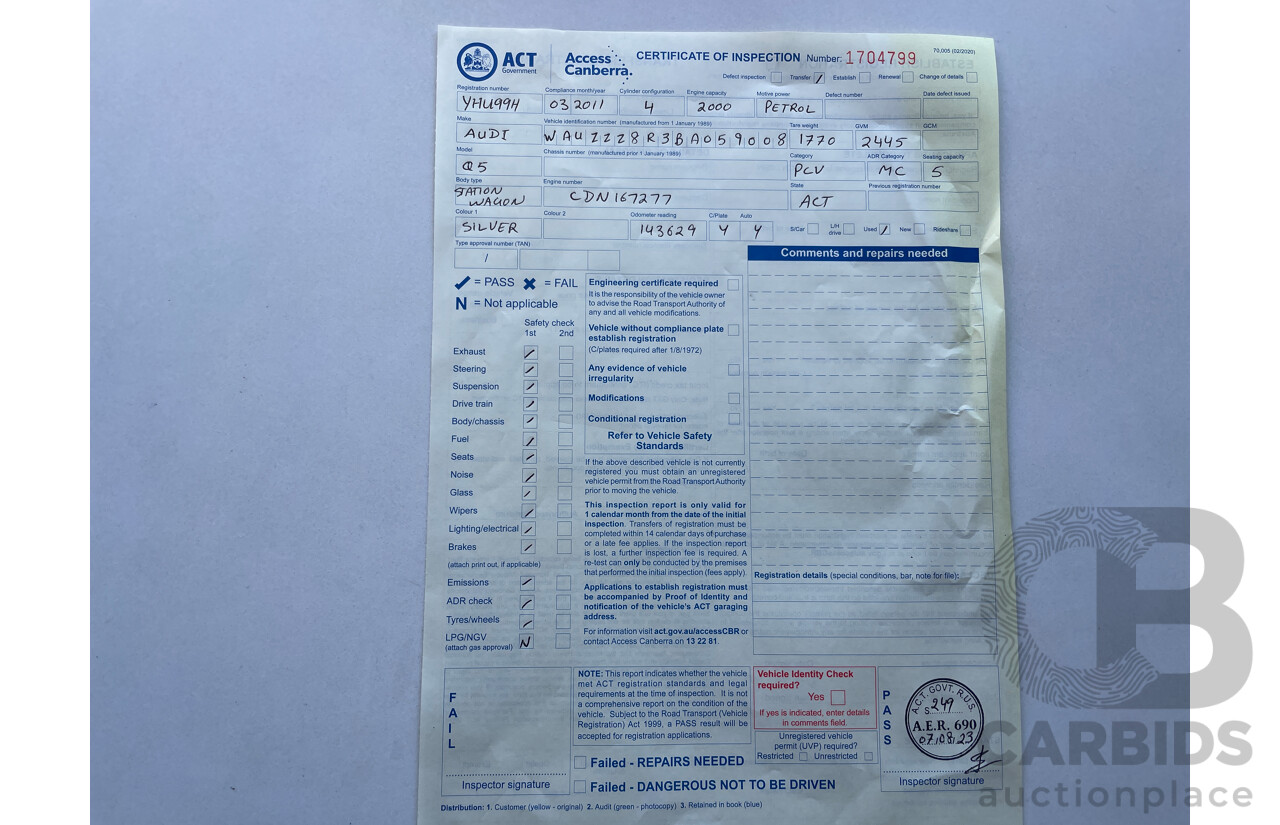 ACT Government
Access Canberra.
CERTIFICATE OF INSPECTION Number: 1704799
70,005 (02/2020)
Defect inspection Transfer / Establish Renewal Change of details
Registration number Compliance month/year Cylinder configuration Engine capacity Motive power Defect number Date defect issued
YHU99H 03 2011 4 2000 PETROL
Make Vehicle identification number (manufactured from 1 January 1989) Tare weight GVM GCM
AUDI WAUZZZ8R3BA059008 1770 2445
Model Chassis number (manufactured prior 1 January 1989) Category ADR Category Seating capacity
Q5 PCV MC 5
Body type Engine number State Previous registration number
STATION WAGON CDN167277 ACT
Colour 1 Colour 2 Odometer reading C/Plate Auto
SILVER 143629 Y Y S/Car L/H drive Used / New Rideshare
Type approval number (TAN)
/
Comments and repairs needed
✔ = PASS ✖ = FAIL
N = Not applicable
Safety check
1st 2nd
Exhaust /
Steering /
Suspension /
Drive train /
Body/chassis /
Fuel /
Seats /
Noise /
Glass /
Wipers /
Lighting/electrical /
Brakes /
(attach print out, if applicable)
Emissions /
ADR check /
Tyres/wheels /
LPG/NGV N
(attach gas approval)
Engineering certificate required
It is the responsibility of the vehicle owner
to advise the Road Transport Authority of
any and all vehicle modifications.
Vehicle without compliance plate
establish registration
(C/plates required after 1/8/1972)
Any evidence of vehicle
irregularity
Modifications
Conditional registration
Refer to Vehicle Safety
Standards
If the above described vehicle is not currently
registered you must obtain an unregistered
vehicle permit from the Road Transport Authority
prior to moving the vehicle.
This inspection report is only valid for
1 calendar month from the date of the initial
inspection. Transfers of registration must be
completed within 14 calendar days of purchase
or a late fee applies. If the inspection report
is lost, a further inspection fee is required. A
re-test can only be conducted by the premises
that performed the initial inspection (fees apply).
Applications to establish registration must
be accompanied by Proof of Identity and
notification of the vehicle's ACT garaging
address.
For information visit act.gov.au/accessCBR or
contact Access Canberra on 13 22 81.
Registration details (special conditions, bar, note for file):
FAIL
Inspector signature
NOTE: This report indicates whether the vehicle
met ACT registration standards and legal
requirements at the time of inspection. It is not
a comprehensive report on the condition of the
vehicle. Subject to the Road Transport (Vehicle
Registration) Act 1999, a PASS result will be
accepted for registration applications.
Failed - REPAIRS NEEDED
Failed - DANGEROUS NOT TO BE DRIVEN
Vehicle Identity Check
required?
Yes
If yes is indicated, enter details
in comments field.
Unregistered vehicle
permit (UVP) required?
Restricted Unrestricted
PASS
A.C.T. GOVT. R.U.S.
S 249
A.E.R. 690
07,08,23
Inspector signature
Distribution: 1. Customer (yellow - original) 2. Audit (green - photocopy) 3. Retained in book (blue)
CB
CARBIDS
auctionplace